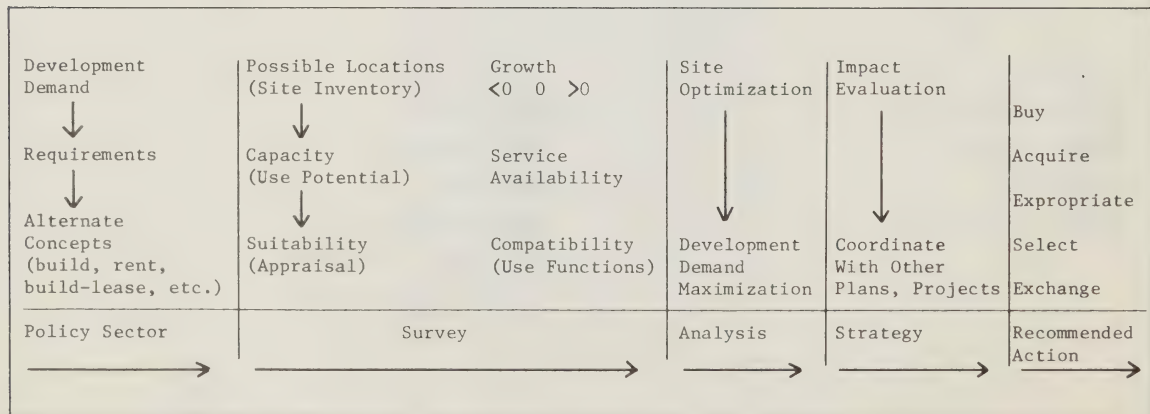 Development
Demand
Requirements
Alternate
Concepts
(build, rent,
build-lease, etc.)
Policy Sector
Possible Locations
(Site Inventory)
Capacity
(Use Potential)
Suitability
(Appraisal)
Growth
<0 0 >0
Service
Availability
Compatibility
(Use Functions)
Survey
Site
Optimization
Development
Demand
Maximization
Analysis
Impact
Evaluation
Coordinate
With Other
Plans, Projects
Strategy
Buy
Acquire
Expropriate
Select
Exchange
Recommended
Action